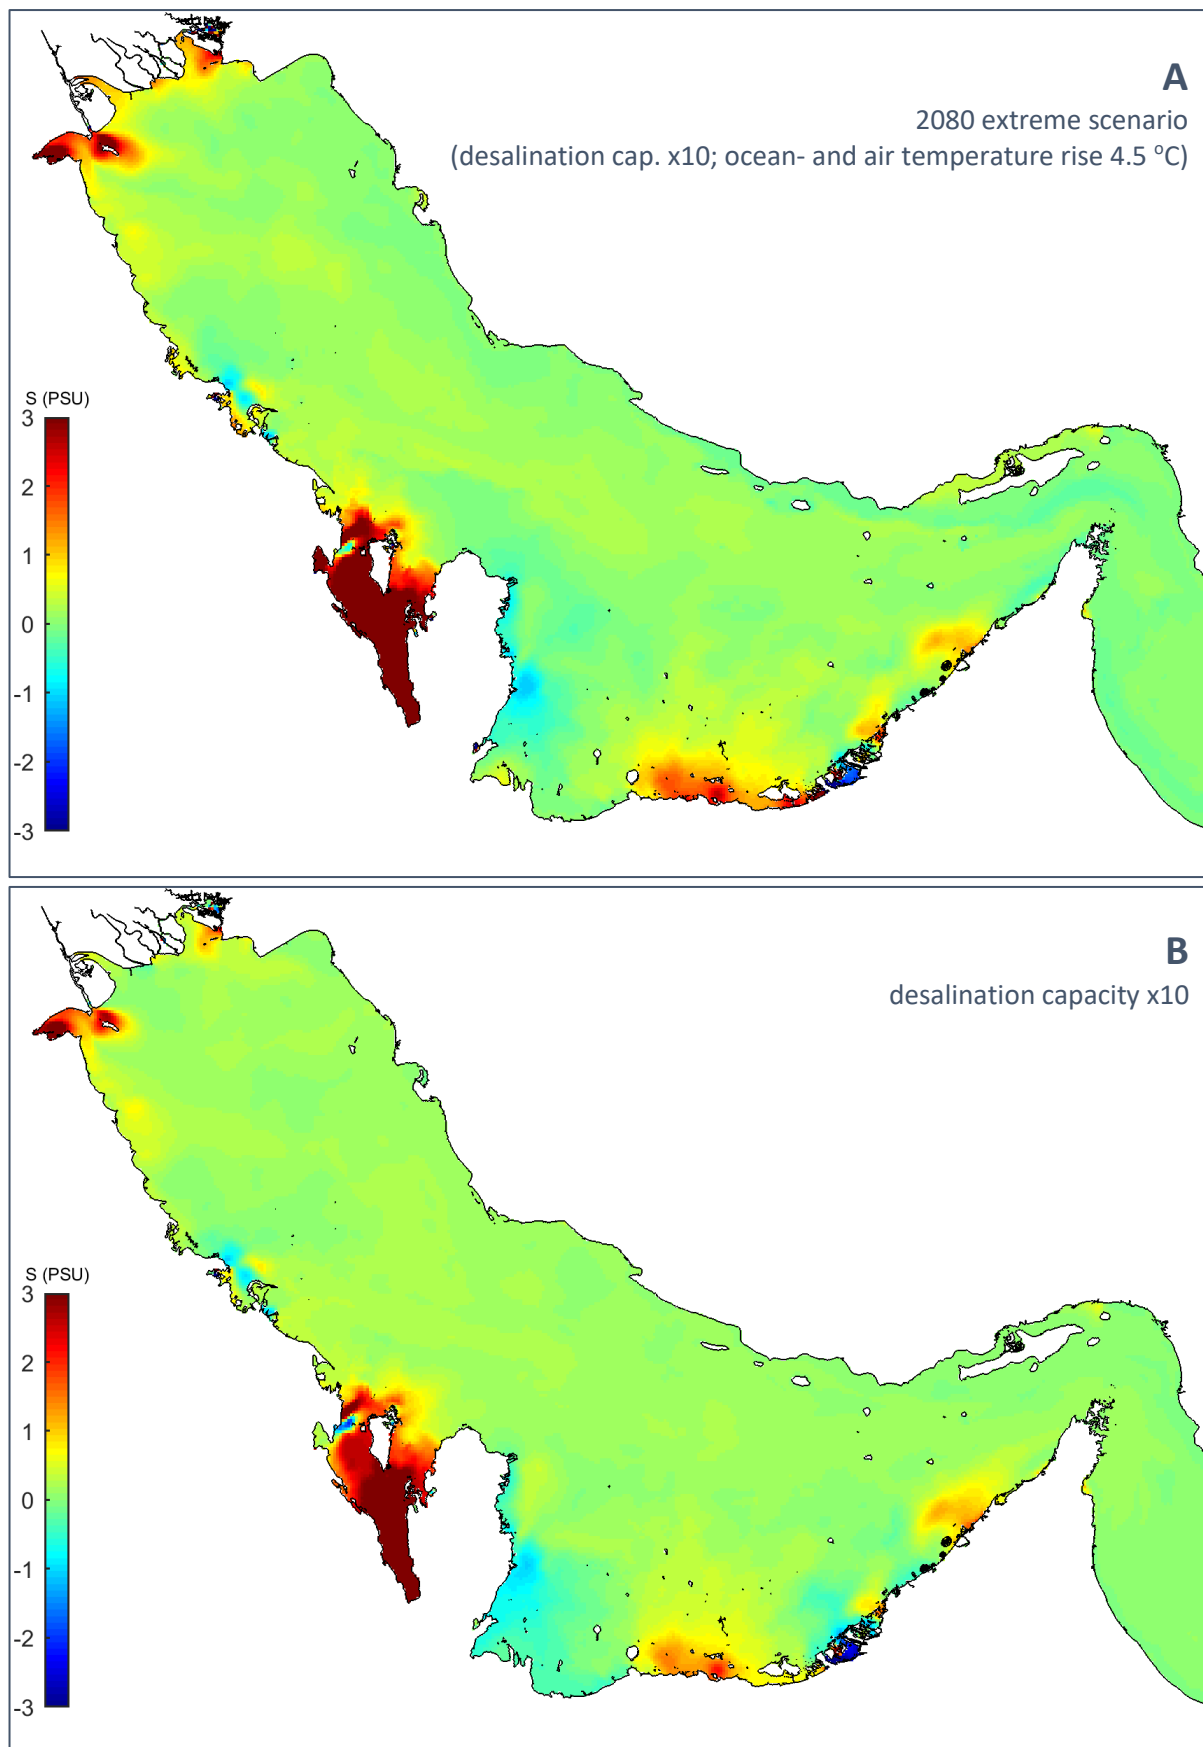 A
2080 extreme scenario
(desalination cap. x10; ocean- and air temperature rise 4.5 °C)
S (PSU)
3
2
1
0
-1
-2
-3
B
desalination capacity x10
S (PSU)
3
2
1
0
-1
-2
-3